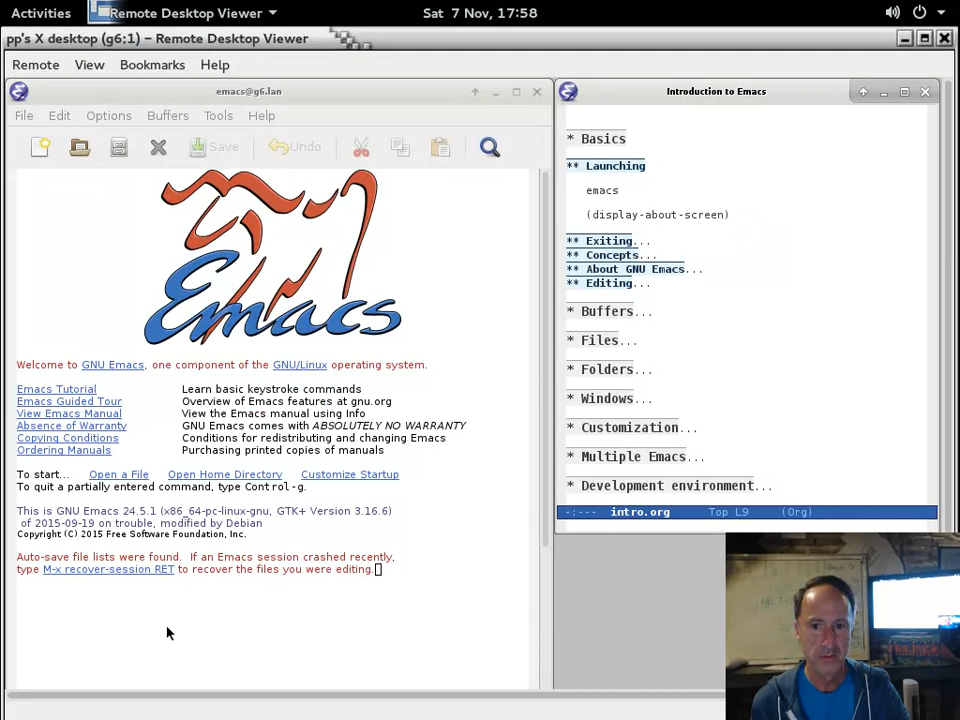 Activities Remote Desktop Viewer Sat 7 Nov, 17:58
pp's X desktop (g6:1) – Remote Desktop Viewer
Remote View Bookmarks Help
emacs@g6.lan
File Edit Options Buffers Tools Help
Save Undo
Emacs
Welcome to GNU Emacs, one component of the GNU/Linux operating system.
Emacs Tutorial Learn basic keystroke commands
Emacs Guided Tour Overview of Emacs features at gnu.org
View Emacs Manual View the Emacs manual using Info
Absence of Warranty GNU Emacs comes with ABSOLUTELY NO WARRANTY
Copying Conditions Conditions for redistributing and changing Emacs
Ordering Manuals Purchasing printed copies of manuals
To start... Open a File Open Home Directory Customize Startup
To quit a partially entered command, type Control-g.
This is GNU Emacs 24.5.1 (x86_64-pc-linux-gnu, GTK+ Version 3.16.6)
of 2015-09-19 on trouble, modified by Debian
Copyright (C) 2015 Free Software Foundation, Inc.
Auto-save file lists were found. If an Emacs session crashed recently,
type M-x recover-session RET to recover the files you were editing.
Introduction to Emacs
* Basics
** Launching
emacs
(display-about-screen)
** Exiting...
** Concepts...
** About GNU Emacs...
** Editing...
* Buffers...
* Files...
* Folders...
* Windows...
* Customization...
* Multiple Emacs...
* Development environment...
-:--- intro.org Top L9 (Org)